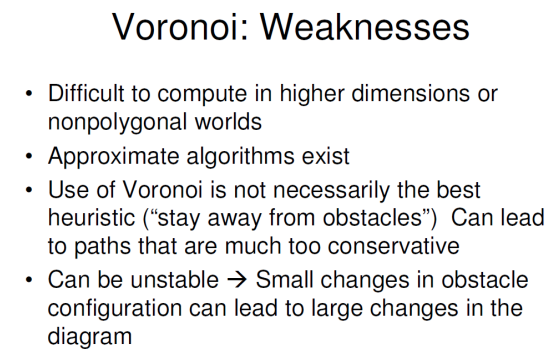 Voronoi: Weaknesses
• Difficult to compute in higher dimensions or
nonpolygonal worlds
• Approximate algorithms exist
• Use of Voronoi is not necessarily the best
heuristic (“stay away from obstacles”)  Can lead
to paths that are much too conservative
• Can be unstable → Small changes in obstacle
configuration can lead to large changes in the
diagram